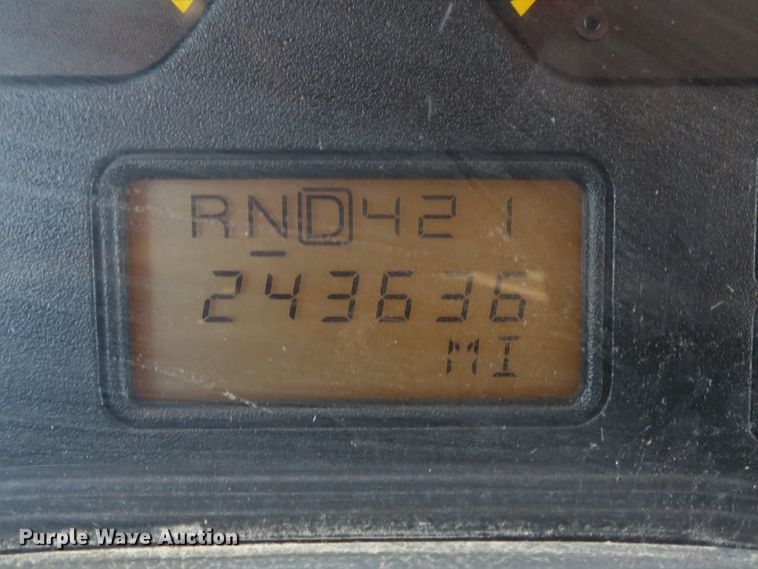 RND421
243636
MI
Purple Wave Auction